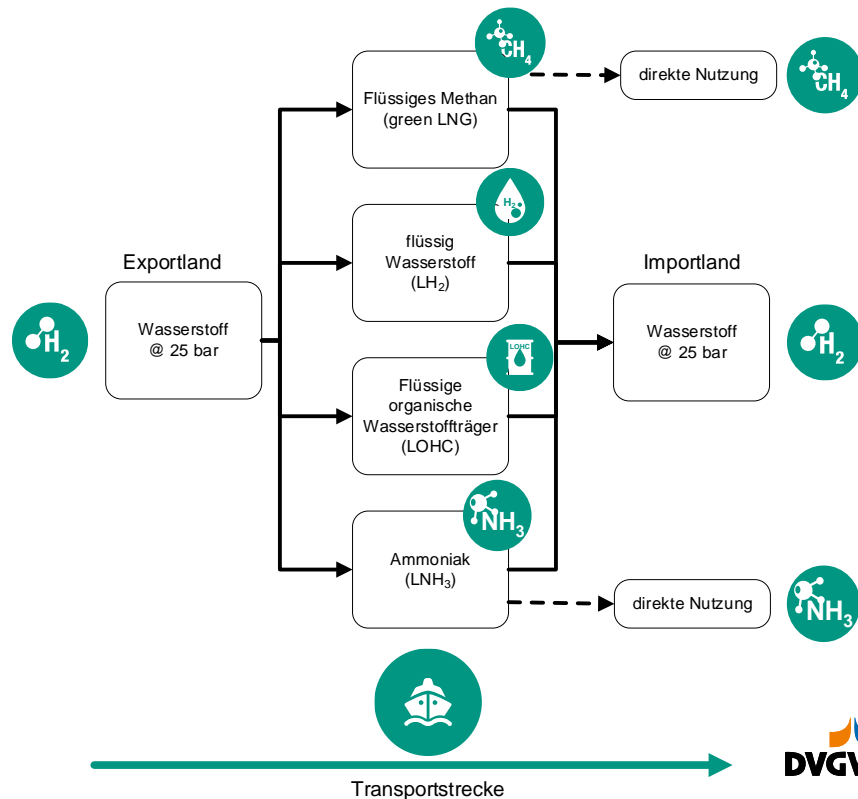 CH4
Flüssiges Methan
(green LNG)
direkte Nutzung
CH4
H2
flüssig
Wasserstoff
(LH2)
Exportland
Importland
H2
Wasserstoff
@ 25 bar
Wasserstoff
@ 25 bar
H2
LOHC
Flüssige
organische
Wasserstoffträger
(LOHC)
NH3
Ammoniak
(LNH3)
direkte Nutzung
NH3
Transportstrecke